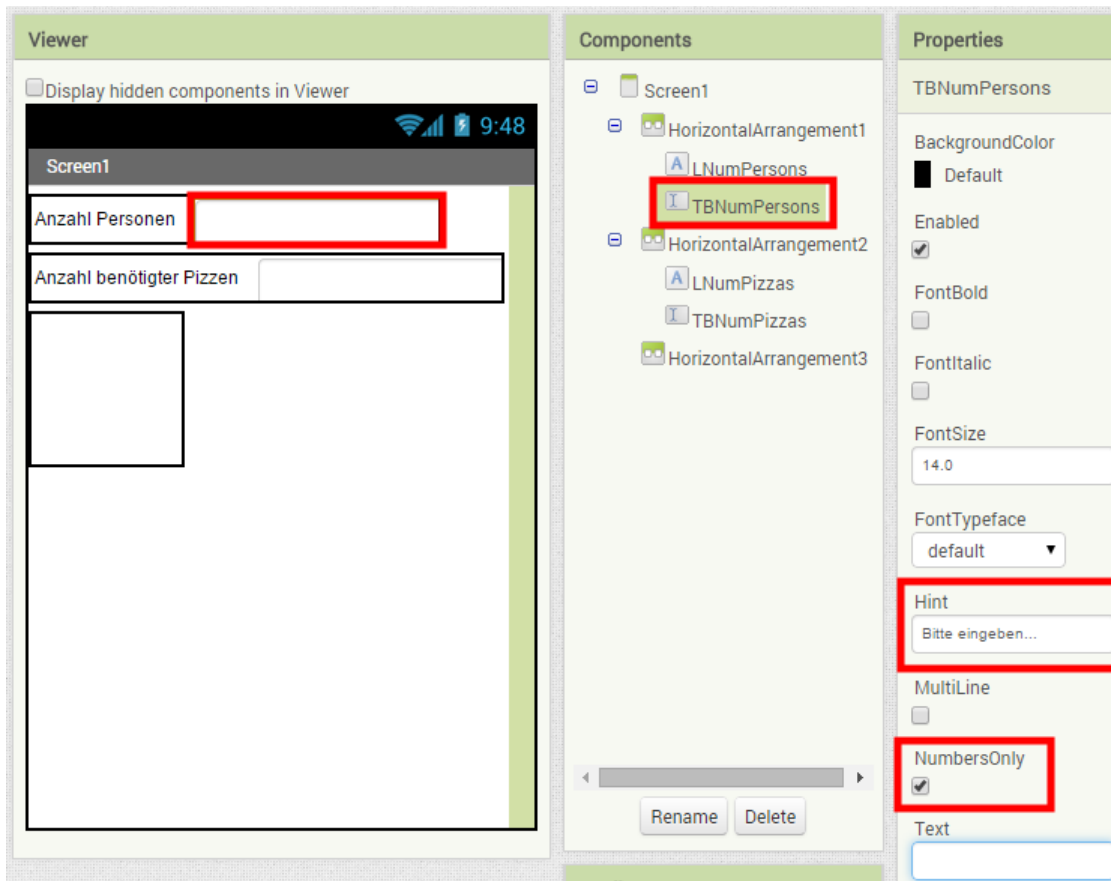 Viewer
Display hidden components in Viewer
9:48
Screen1
Anzahl Personen
Anzahl benötigter Pizzen
Components
Screen1
HorizontalArrangement1
A LNumPersons
TBNumPersons
HorizontalArrangement2
A LNumPizzas
TBNumPizzas
HorizontalArrangement3
Rename Delete
Properties
TBNumPersons
BackgroundColor
Default
Enabled
FontBold
FontItalic
FontSize
14.0
FontTypeface
default
Hint
Bitte eingeben...
MultiLine
NumbersOnly
Text